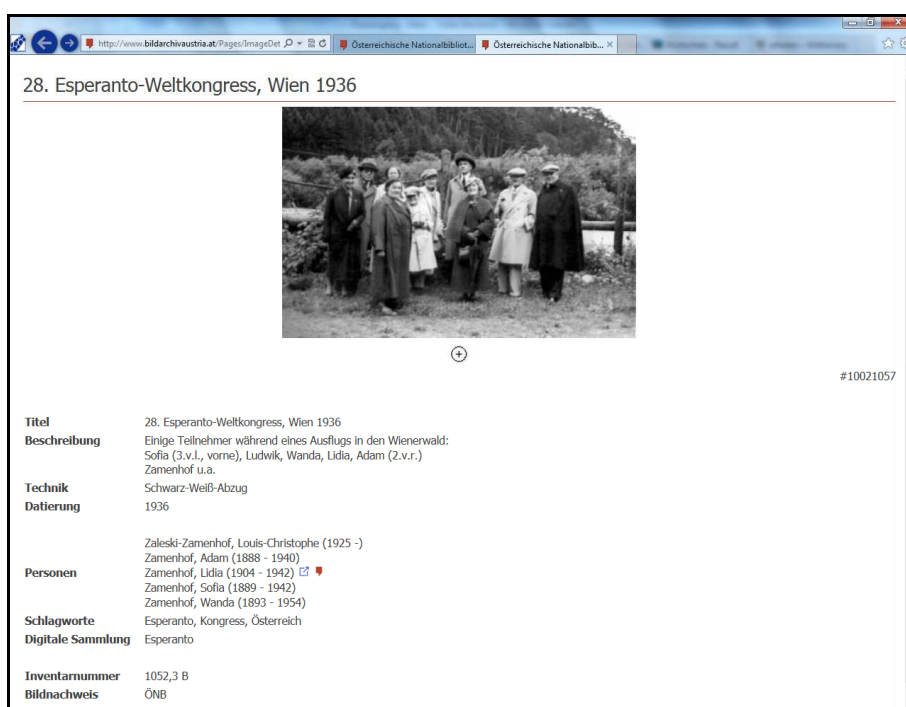 http://www.bildarchivaustria.at/Pages/ImageDet
Österreichische Nationalbibliot...
Österreichische Nationalbib...
28. Esperanto-Weltkongress, Wien 1936
#10021057
Titel 28. Esperanto-Weltkongress, Wien 1936
Beschreibung Einige Teilnehmer während eines Ausflugs in den Wienerwald:
Sofia (3.v.l., vorne), Ludwik, Wanda, Lidia, Adam (2.v.r.)
Zamenhof u.a.
Technik Schwarz-Weiß-Abzug
Datierung 1936
Zaleski-Zamenhof, Louis-Christophe (1925 -)
Zamenhof, Adam (1888 - 1940)
Personen Zamenhof, Lidia (1904 - 1942)
Zamenhof, Sofia (1889 - 1942)
Zamenhof, Wanda (1893 - 1954)
Schlagworte Esperanto, Kongress, Österreich
Digitale Sammlung Esperanto
Inventarnummer 1052,3 B
Bildnachweis ÖNB